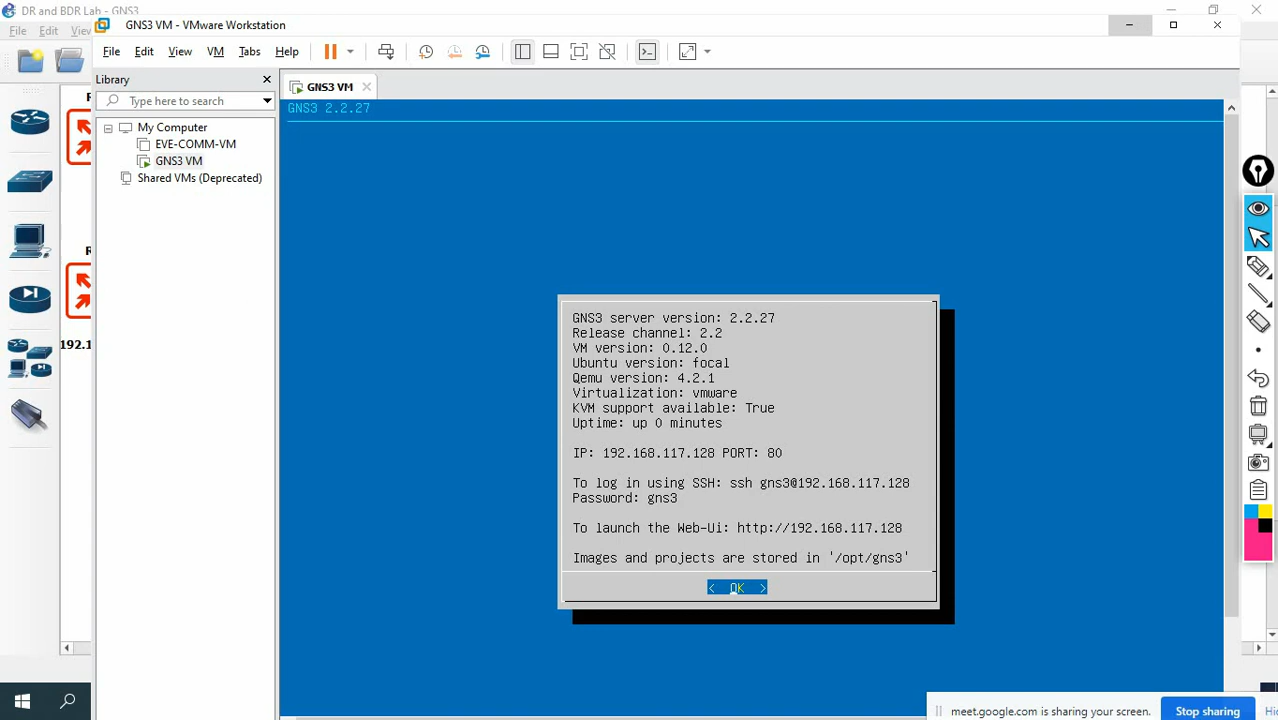 DR and BDR Lab - GNS3
File Edit View
GNS3 VM - VMware Workstation
File Edit View VM Tabs Help
Library
Type here to search
My Computer
EVE-COMM-VM
GNS3 VM
Shared VMs (Deprecated)
GNS3 VM
GNS3 2.2.27
R
R
192.1
GNS3 server version: 2.2.27
Release channel: 2.2
VM version: 0.12.0
Ubuntu version: focal
Qemu version: 4.2.1
Virtualization: vmware
KVM support available: True
Uptime: up 0 minutes
IP: 192.168.117.128 PORT: 80
To log in using SSH: ssh gns3@192.168.117.128
Password: gns3
To launch the Web-Ui: http://192.168.117.128
Images and projects are stored in '/opt/gns3'
< OK >
meet.google.com is sharing your screen.
Stop sharing
Hi